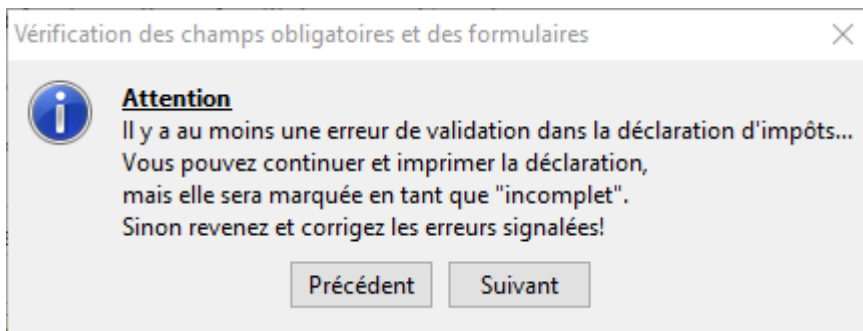 Vérification des champs obligatoires et des formulaires
Attention
Il y a au moins une erreur de validation dans la déclaration d'impôts...
Vous pouvez continuer et imprimer la déclaration,
mais elle sera marquée en tant que "incomplet".
Sinon revenez et corrigez les erreurs signalées!
Précédent
Suivant